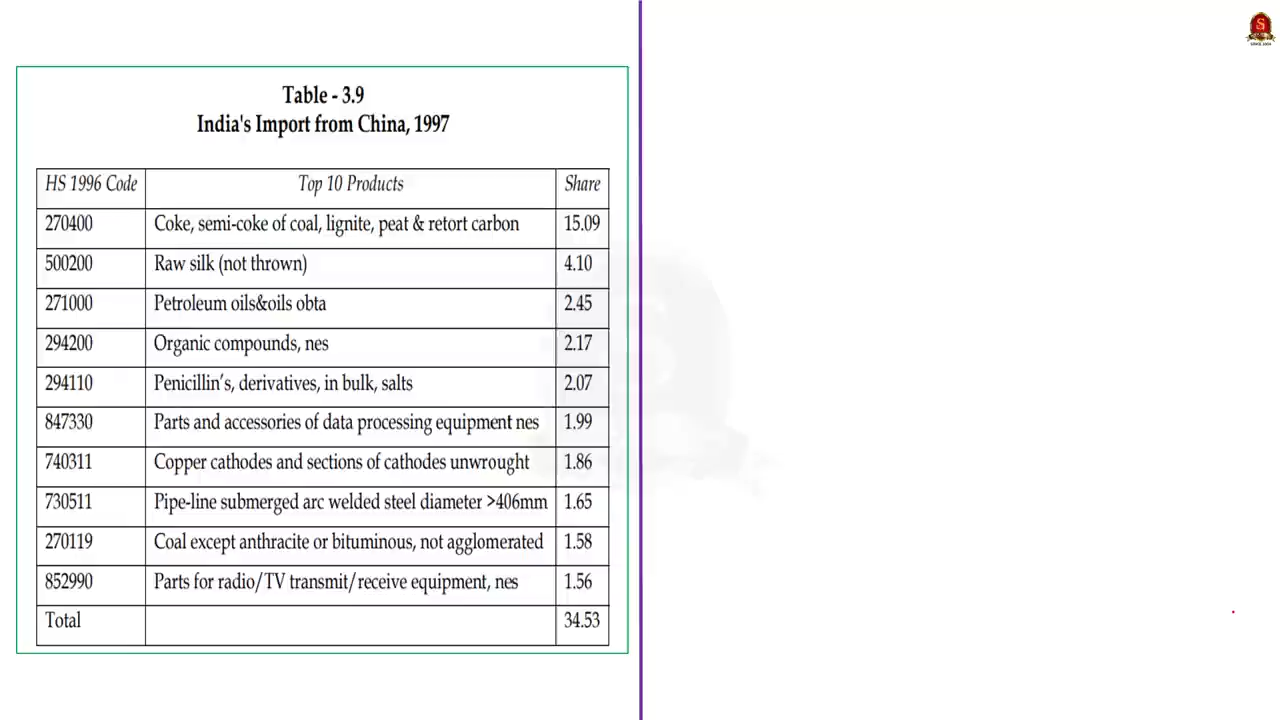 Table - 3.9
India's Import from China, 1997
HS 1996 Code Top 10 Products Share
270400 Coke, semi-coke of coal, lignite, peat & retort carbon 15.09
500200 Raw silk (not thrown) 4.10
271000 Petroleum oils&oils obta 2.45
294200 Organic compounds, nes 2.17
294110 Penicillin's, derivatives, in bulk, salts 2.07
847330 Parts and accessories of data processing equipment nes 1.99
740311 Copper cathodes and sections of cathodes unwrought 1.86
730511 Pipe-line submerged arc welded steel diameter >406mm 1.65
270119 Coal except anthracite or bituminous, not agglomerated 1.58
852990 Parts for radio/TV transmit/receive equipment, nes 1.56
Total 34.53
S